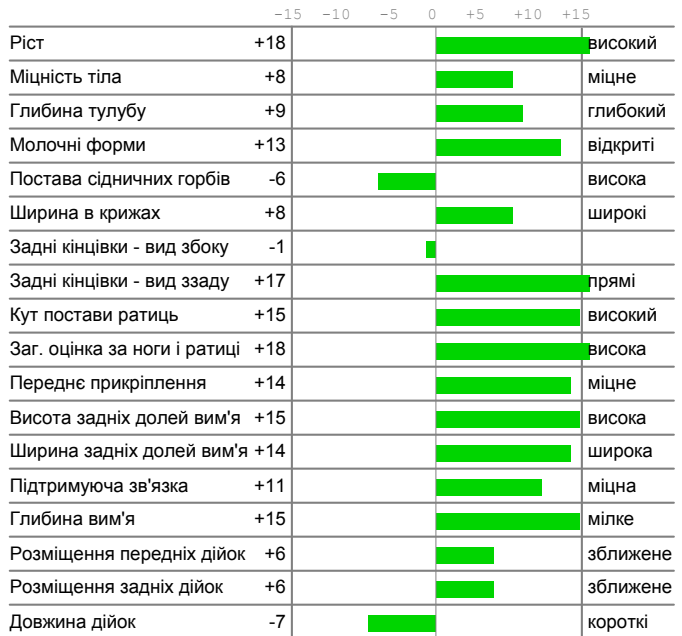 -15 -10 -5 0 +5 +10 +15
Ріст +18 високий
Міцність тіла +8 міцне
Глибина тулубу +9 глибокий
Молочні форми +13 відкриті
Постава сідничних горбів -6 висока
Ширина в крижах +8 широкі
Задні кінцівки - вид збоку -1
Задні кінцівки - вид ззаду +17 прямі
Кут постави ратиць +15 високий
Заг. оцінка за ноги і ратиці +18 висока
Переднє прикріплення +14 міцне
Висота задніх долей вим'я +15 висока
Ширина задніх долей вим'я +14 широка
Підтримуюча зв'язка +11 міцна
Глибина вим'я +15 мілке
Розміщення передніх дійок +6 зближене
Розміщення задніх дійок +6 зближене
Довжина дійок -7 короткі